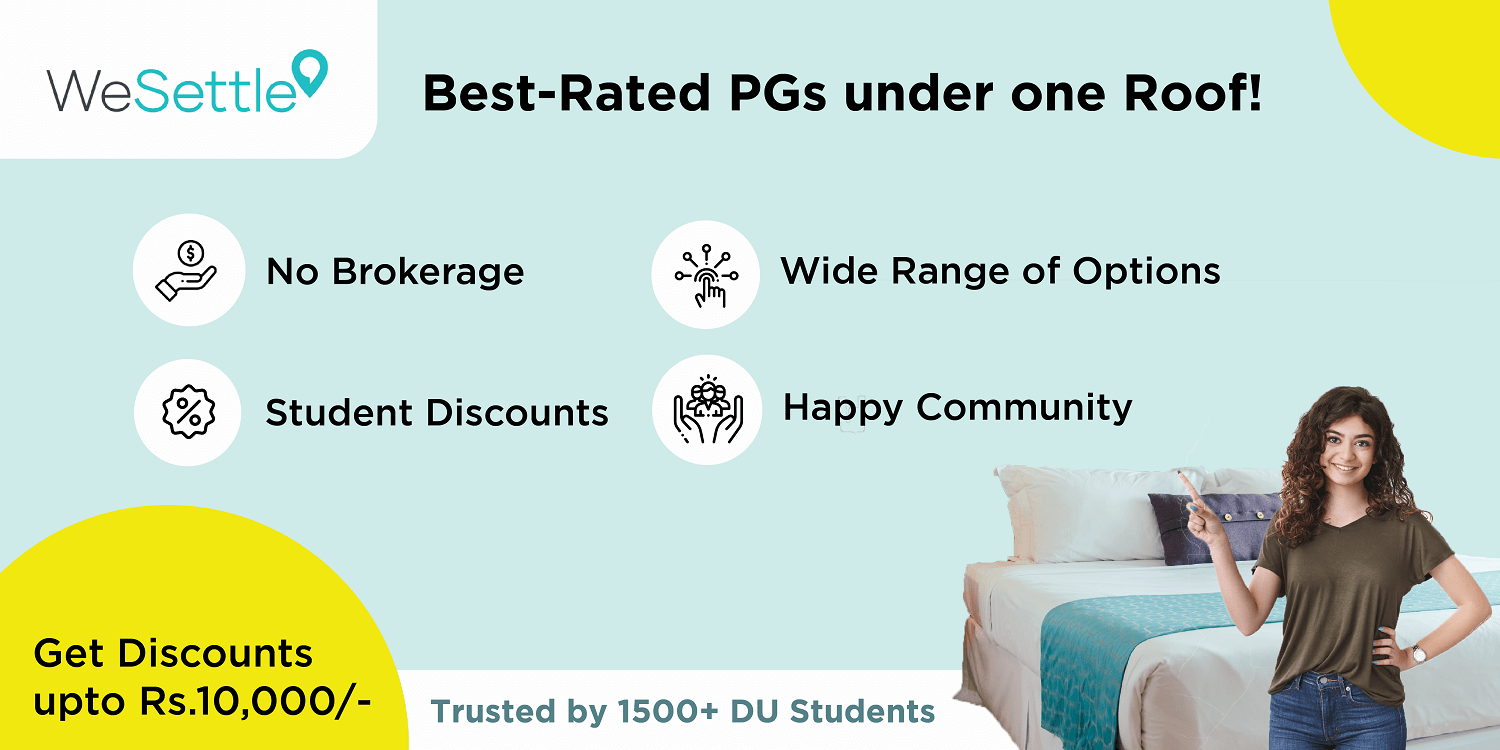 WeSettle
Best-Rated PGs under one Roof!
No Brokerage
Wide Range of Options
Student Discounts
Happy Community
Get Discounts
upto Rs.10,000/-
Trusted by 1500+ DU Students